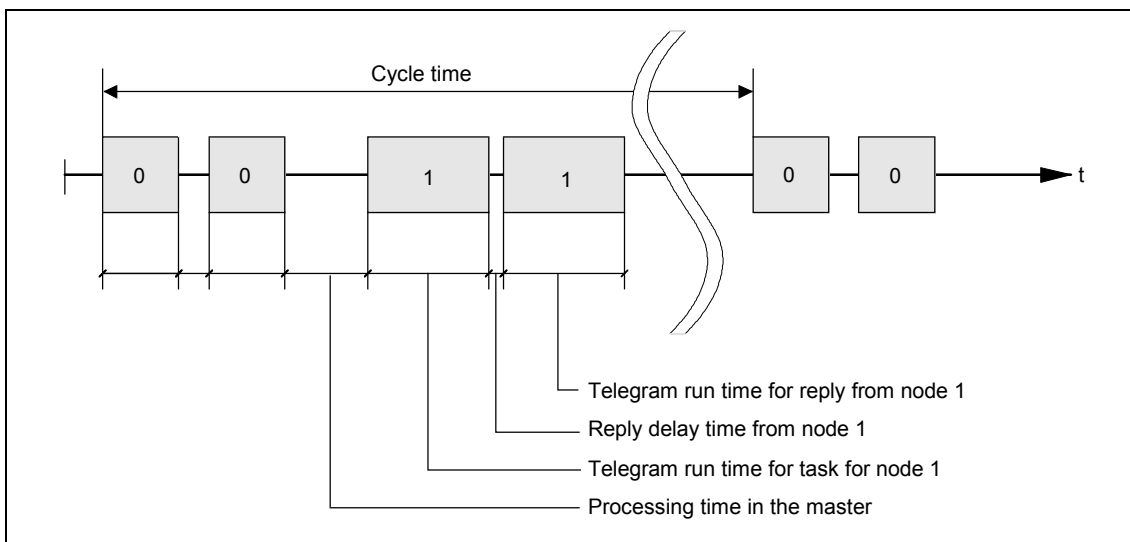 Cycle time
0 0 1 1 0 0 t
Telegram run time for reply from node 1
Reply delay time from node 1
Telegram run time for task for node 1
Processing time in the master